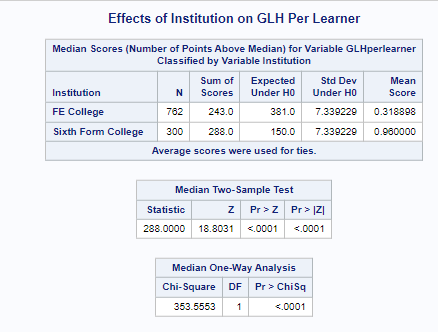 Effects of Institution on GLH Per Learner
Median Scores (Number of Points Above Median) for Variable GLHperlearner
Classified by Variable Institution
Institution N Sum of Scores Expected Under H0 Std Dev Under H0 Mean Score
FE College 762 243.0 381.0 7.339229 0.318898
Sixth Form College 300 288.0 150.0 7.339229 0.960000
Average scores were used for ties.
Median Two-Sample Test
Statistic Z Pr > Z Pr > |Z|
288.0000 18.8031 <.0001 <.0001
Median One-Way Analysis
Chi-Square DF Pr > ChiSq
353.5553 1 <.0001